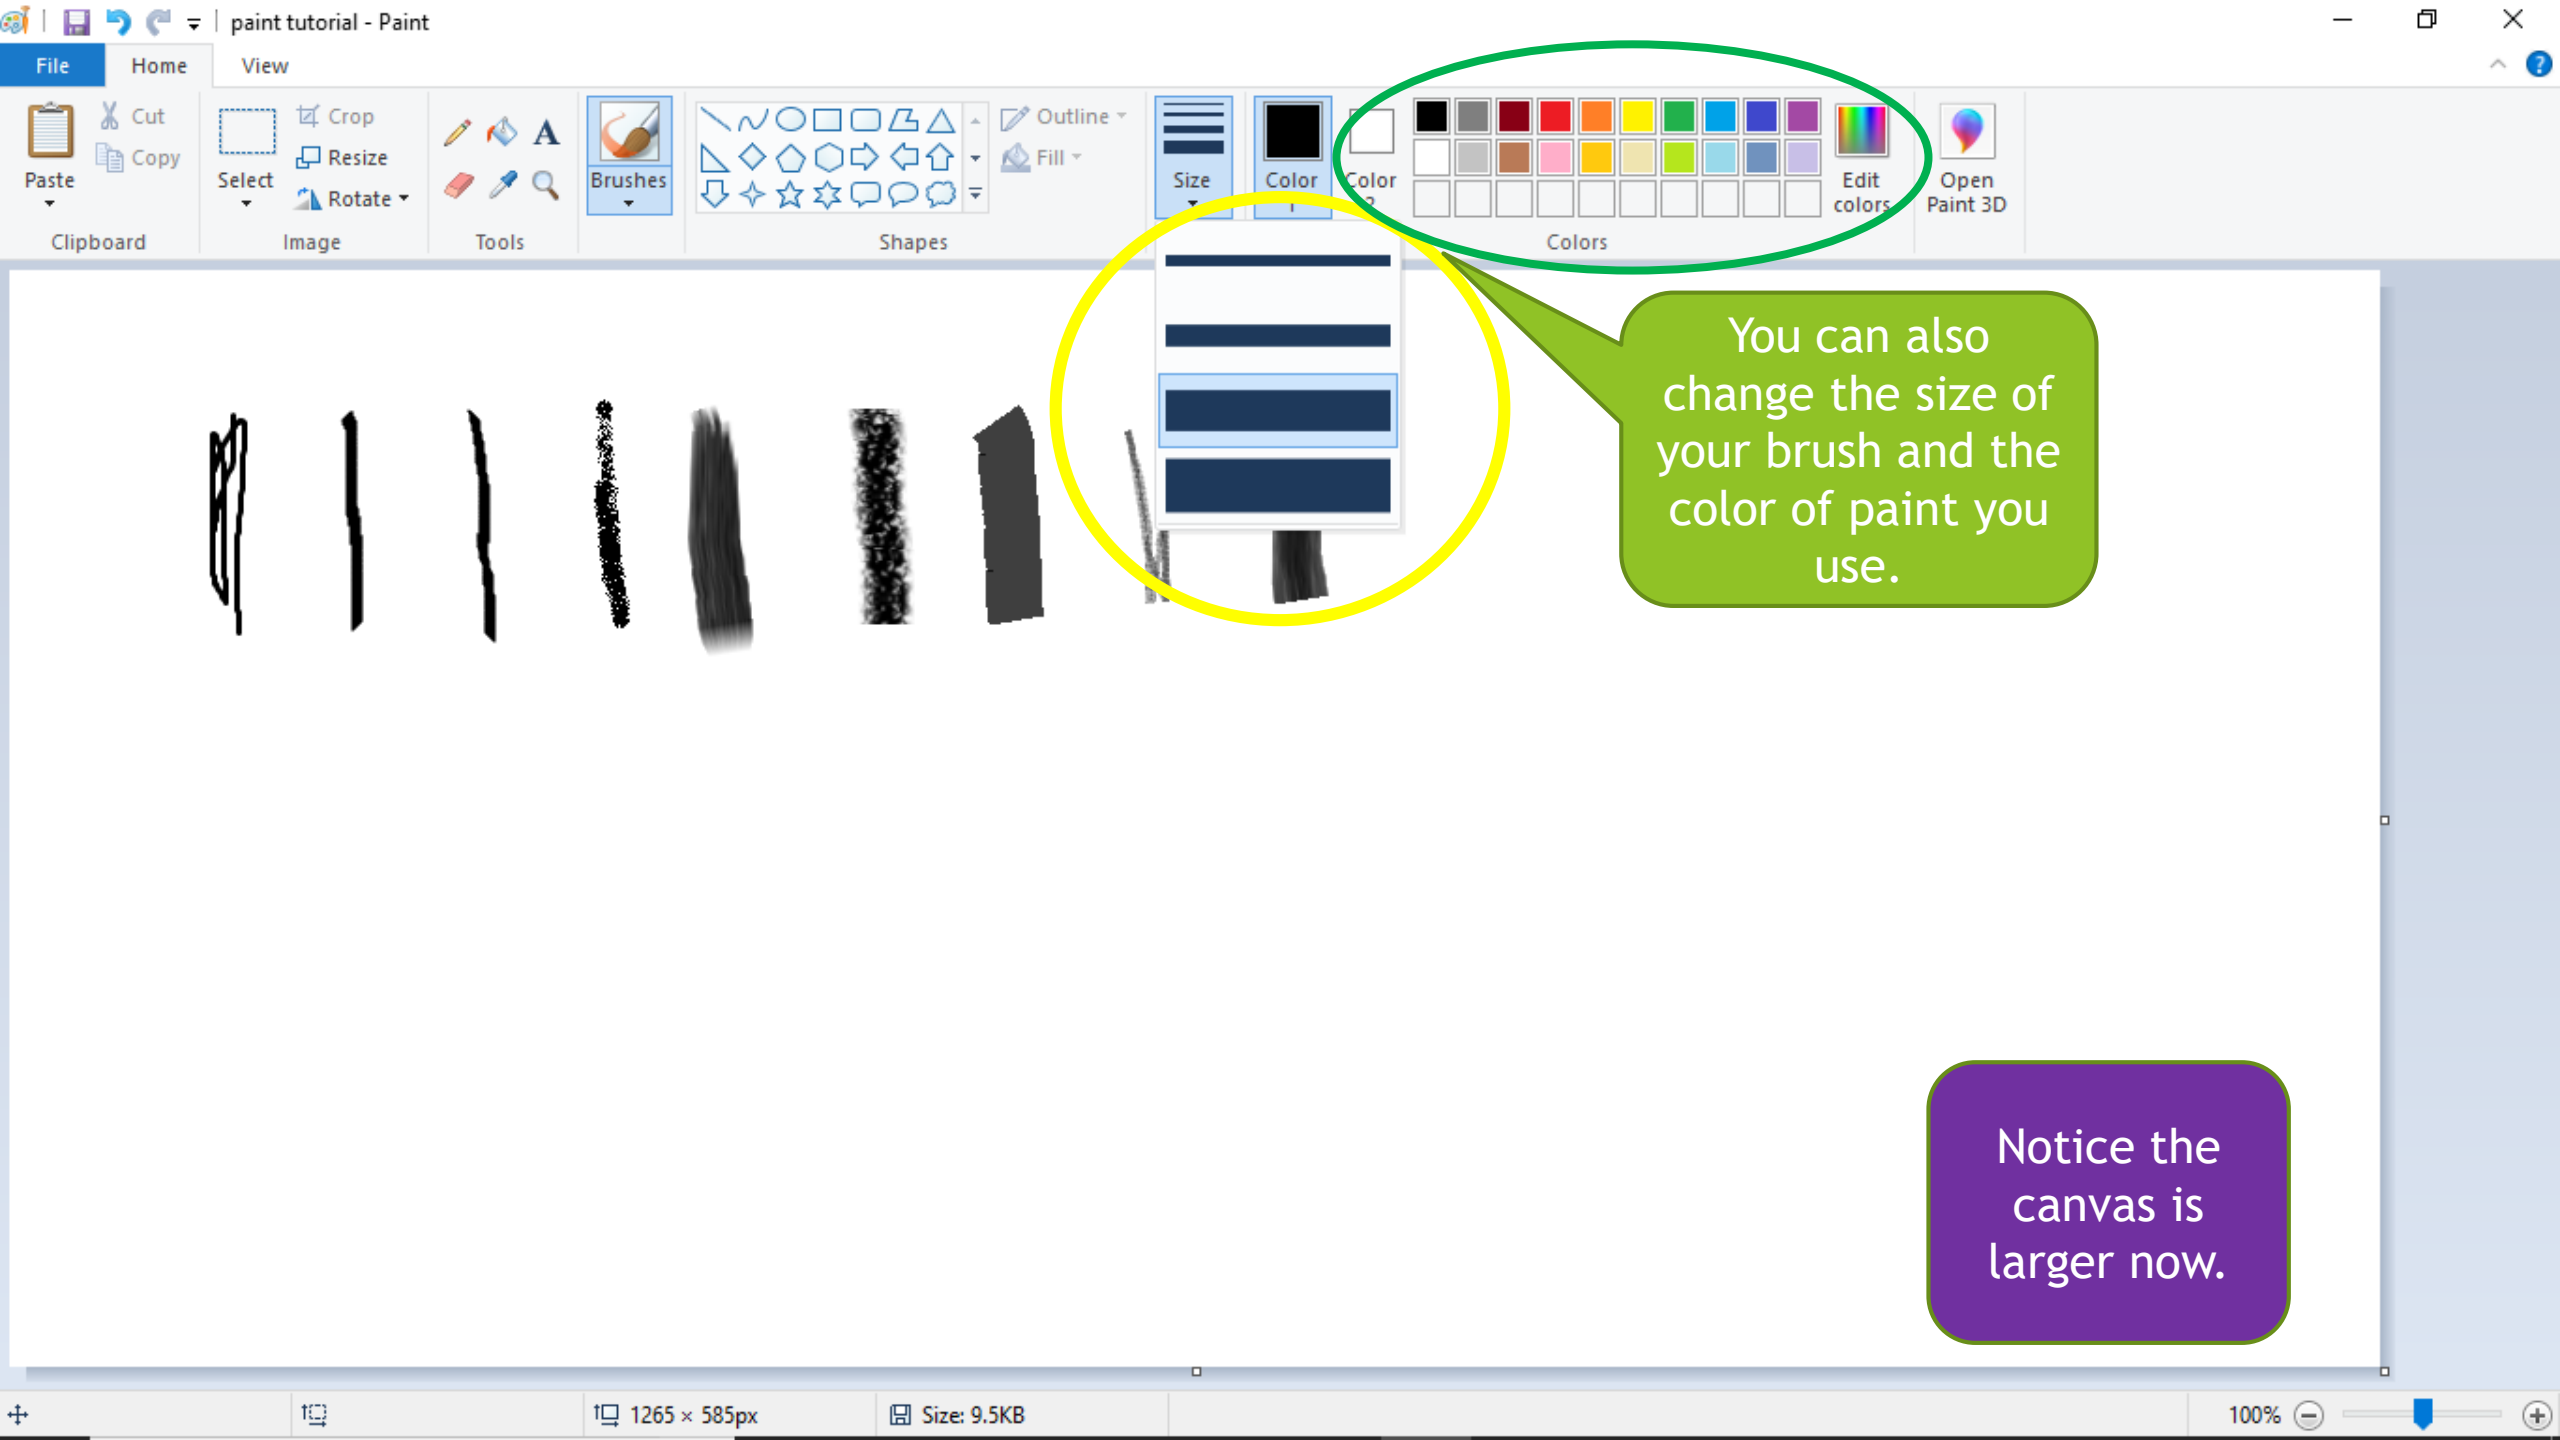 paint tutorial - Paint
File Home View
Cut
Copy
Paste
Clipboard
Crop
Resize
Rotate
Select
Image
A
Tools
Brushes
Outline
Fill
Shapes
Size
Color
1
Color
2
Edit
colors
Colors
Open
Paint 3D
You can also
change the size of
your brush and the
color of paint you
use.
Notice the
canvas is
larger now.
1265 × 585px Size: 9.5KB 100%